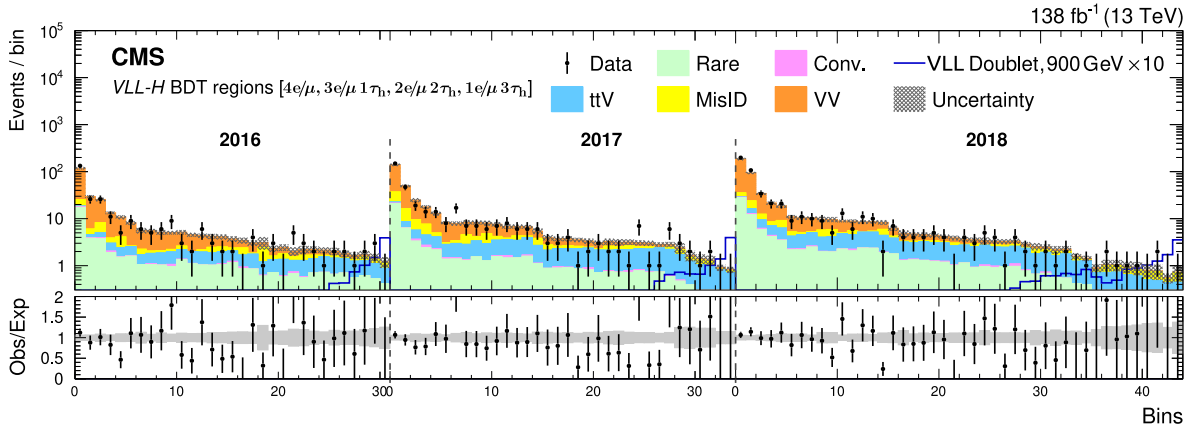 138 fb⁻¹ (13 TeV)
Events / bin
10⁵
10⁴
10³
10²
10
1
CMS
VLL-H BDT regions [4e/μ, 3e/μ 1τₕ, 2e/μ 2τₕ, 1e/μ 3τₕ]
Data
Rare
Conv.
VLL Doublet, 900 GeV ×10
ttV
MisID
VV
Uncertainty
2016
2017
2018
Obs/Exp
2
1.5
1
0.5
0
0 10 20 30 0 10 20 30 0 10 20 30 40
Bins